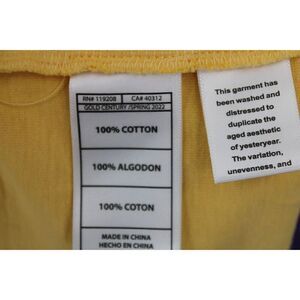 RN# 119208 CA# 40312
GOLD CENTURY /SPRING 2022
100% COTTON
100% ALGODON
100% COTON
MADE IN CHINA
HECHO EN CHINA
This garment has
been washed and
distressed to
duplicate the
aged aesthetic
of yesteryear.
The variation,
unevenness, and